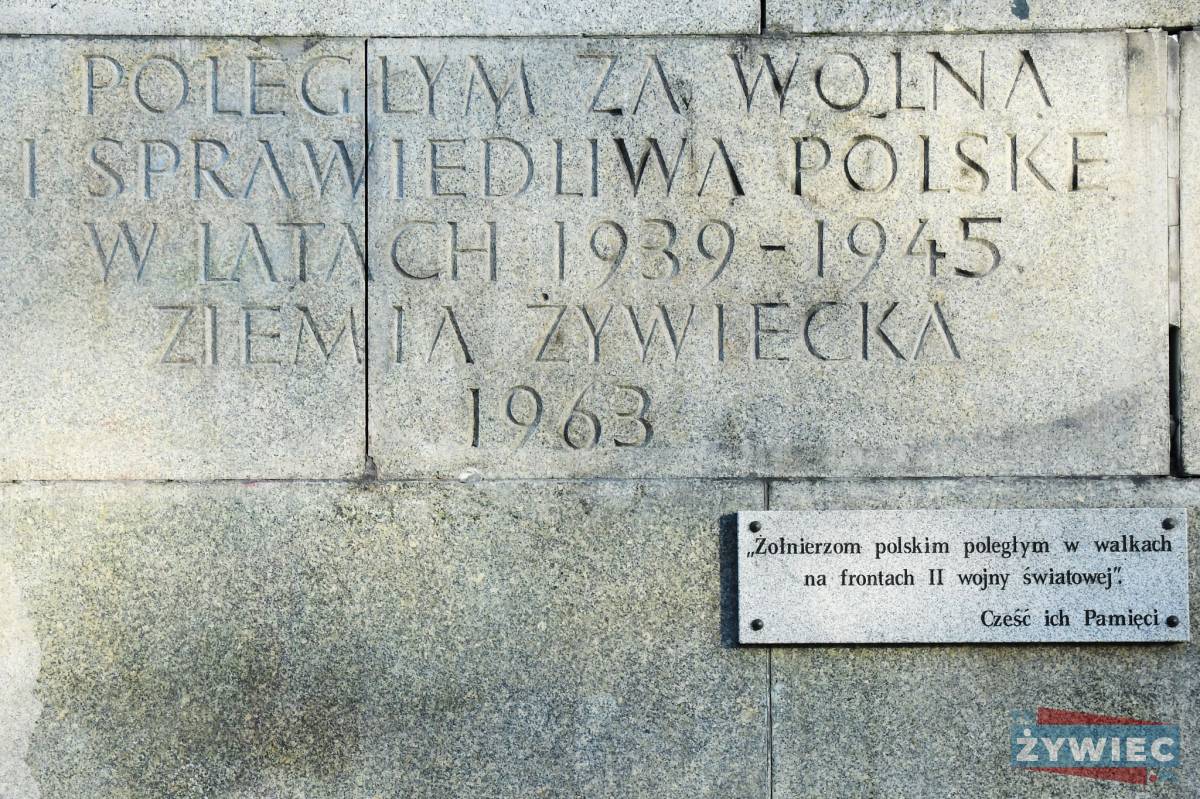 POLEGŁYM ZA WOLNĄ
I SPRAWIEDLIWĄ POLSKĘ
W LATACH 1939-1945
ZIEMIA ŻYWIECKA
1963
„Żołnierzom polskim poległym w walkach
na frontach II wojny światowej”.
Cześć ich Pamięci
ŻYWIEC